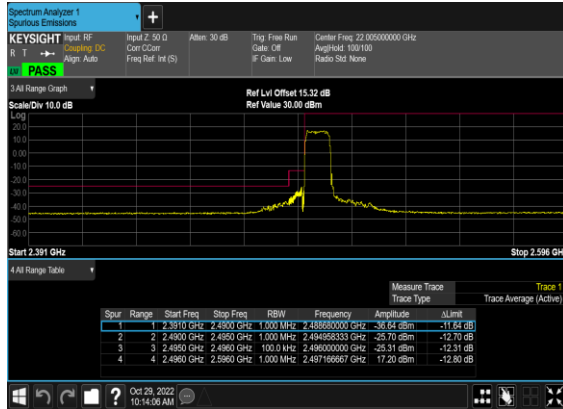 Spectrum Analyzer 1
Spurious Emissions
+
KEYSIGHT Input: RF Input Z: 50 Ω Atten: 30 dB Trig: Free Run Center Freq: 22.005000000 GHz
R T Coupling: DC Corr CCorr Gate: Off Avg|Hold: 100/100
Align: Auto Freq Ref: Int (S) IF Gain: Low Radio Std: None
PASS
3 All Range Graph
Ref Lvl Offset 15.32 dB
Scale/Div 10.0 dB Ref Value 30.00 dBm
Log
20.0
10.0
0.00
-10.0
-20.0
-30.0
-40.0
-50.0
-60.0
Start 2.391 GHz Stop 2.596 GH
4 All Range Table
Measure Trace Trace 1
Trace Type Trace Average (Active)
Spur Range Start Freq Stop Freq RBW Frequency Amplitude ΔLimit
1 1 2.3910 GHz 2.4900 GHz 1.000 MHz 2.488680000 GHz -36.64 dBm -11.64 dB
2 2 2.4900 GHz 2.4950 GHz 1.000 MHz 2.494958333 GHz -25.70 dBm -12.70 dB
3 3 2.4950 GHz 2.4960 GHz 100.0 kHz 2.496000000 GHz -25.31 dBm -12.31 dB
4 4 2.4960 GHz 2.5960 GHz 1.000 MHz 2.497166667 GHz 17.20 dBm -12.80 dB
? Oct 29, 2022
10:14:06 AM